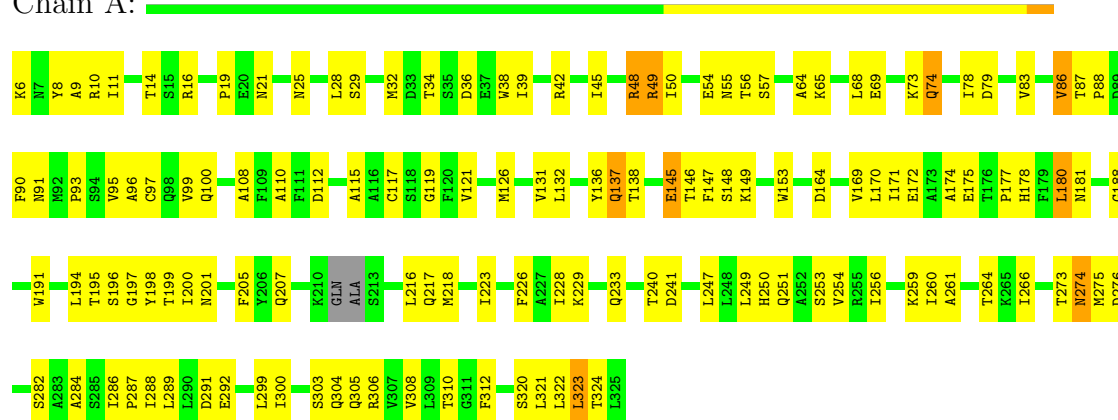 Chain A:
K6 N7 Y8 A9 R10 I11 T14 S15 R16 P19 E20 N21 N25 L28 S29 M32 D33 T34 S35 D36 E37 W38 I39 R42 I45 R48 R49 I50 E54 N55 T56 S57 A64 K65 L68 E69 K73 Q74 I78 D79 V83 V86 T87 P88 D89
F90 N91 M92 P93 S94 V95 A96 C97 Q98 V99 Q100 A108 F109 A110 F111 D112 A115 A116 C117 S118 G119 F120 V121 M126 V131 L132 Y136 Q137 T138 E145 T146 F147 S148 K149 W153 D164 V169 L170 I171 E172 A173 A174 E175 T176 P177 H178 F179 L180 N181
W191 L194 T195 S196 G197 Y198 T199 I200 N201 F205 Y206 Q207 K210 GLN ALA S213 L216 Q217 M218 I223 F226 A227 I228 K229 Q233 T240 D241 L247 L248 L249 H250 Q251 A252 S253 V254 R255 I256 K259 I260 A261 T264 K265 I266 T273 N274 M275 D276
S282 A283 A284 S285 I286 P287 I288 L289 L290 D291 E292 L299 I300 S303 Q304 Q305 R306 V307 V308 L309 T310 G311 F312 S320 L321 L322 L323 T324 L325